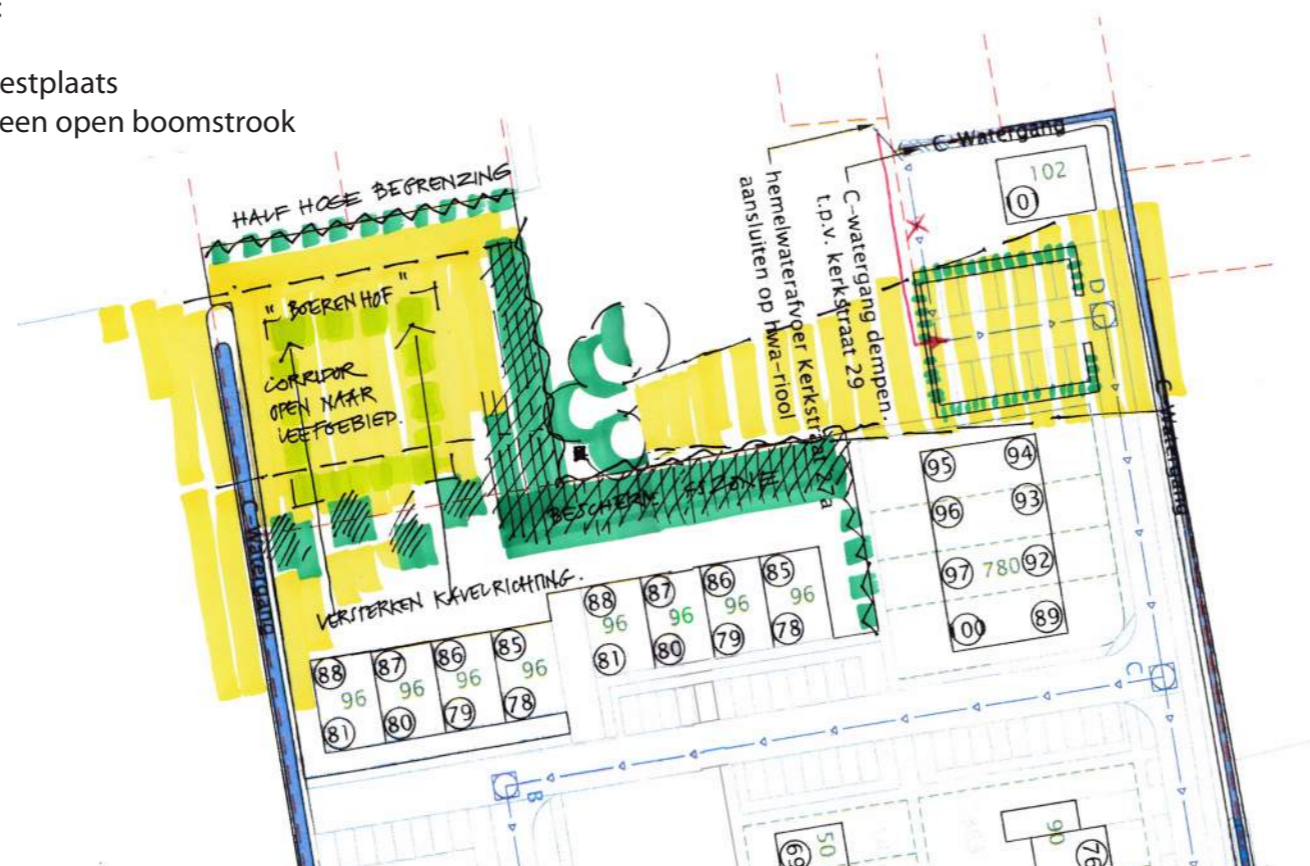 :
estplaats
een open boomstrook
HALF HOGE BEGRENZING
" BOERENHOF "
CORRIDOR
OPEN NAAR
LEEFGEBIED.
C-Watergang
102
101
C-watergang dempen.
t.p.v. kerkstraat 29
hemelwaterafvoer Kerkstraat 27a
aansluiten op hwa-riool
D
C-Watergang
C-Watergang
VERSTERKEN KAVELRICHTING.
95
94
96
93
97
780
92
100
89
88
87
86
85
96
96
96
96
81
80
79
78
88
87
86
85
96
96
96
96
81
80
79
78
C
B
69
50
90
76